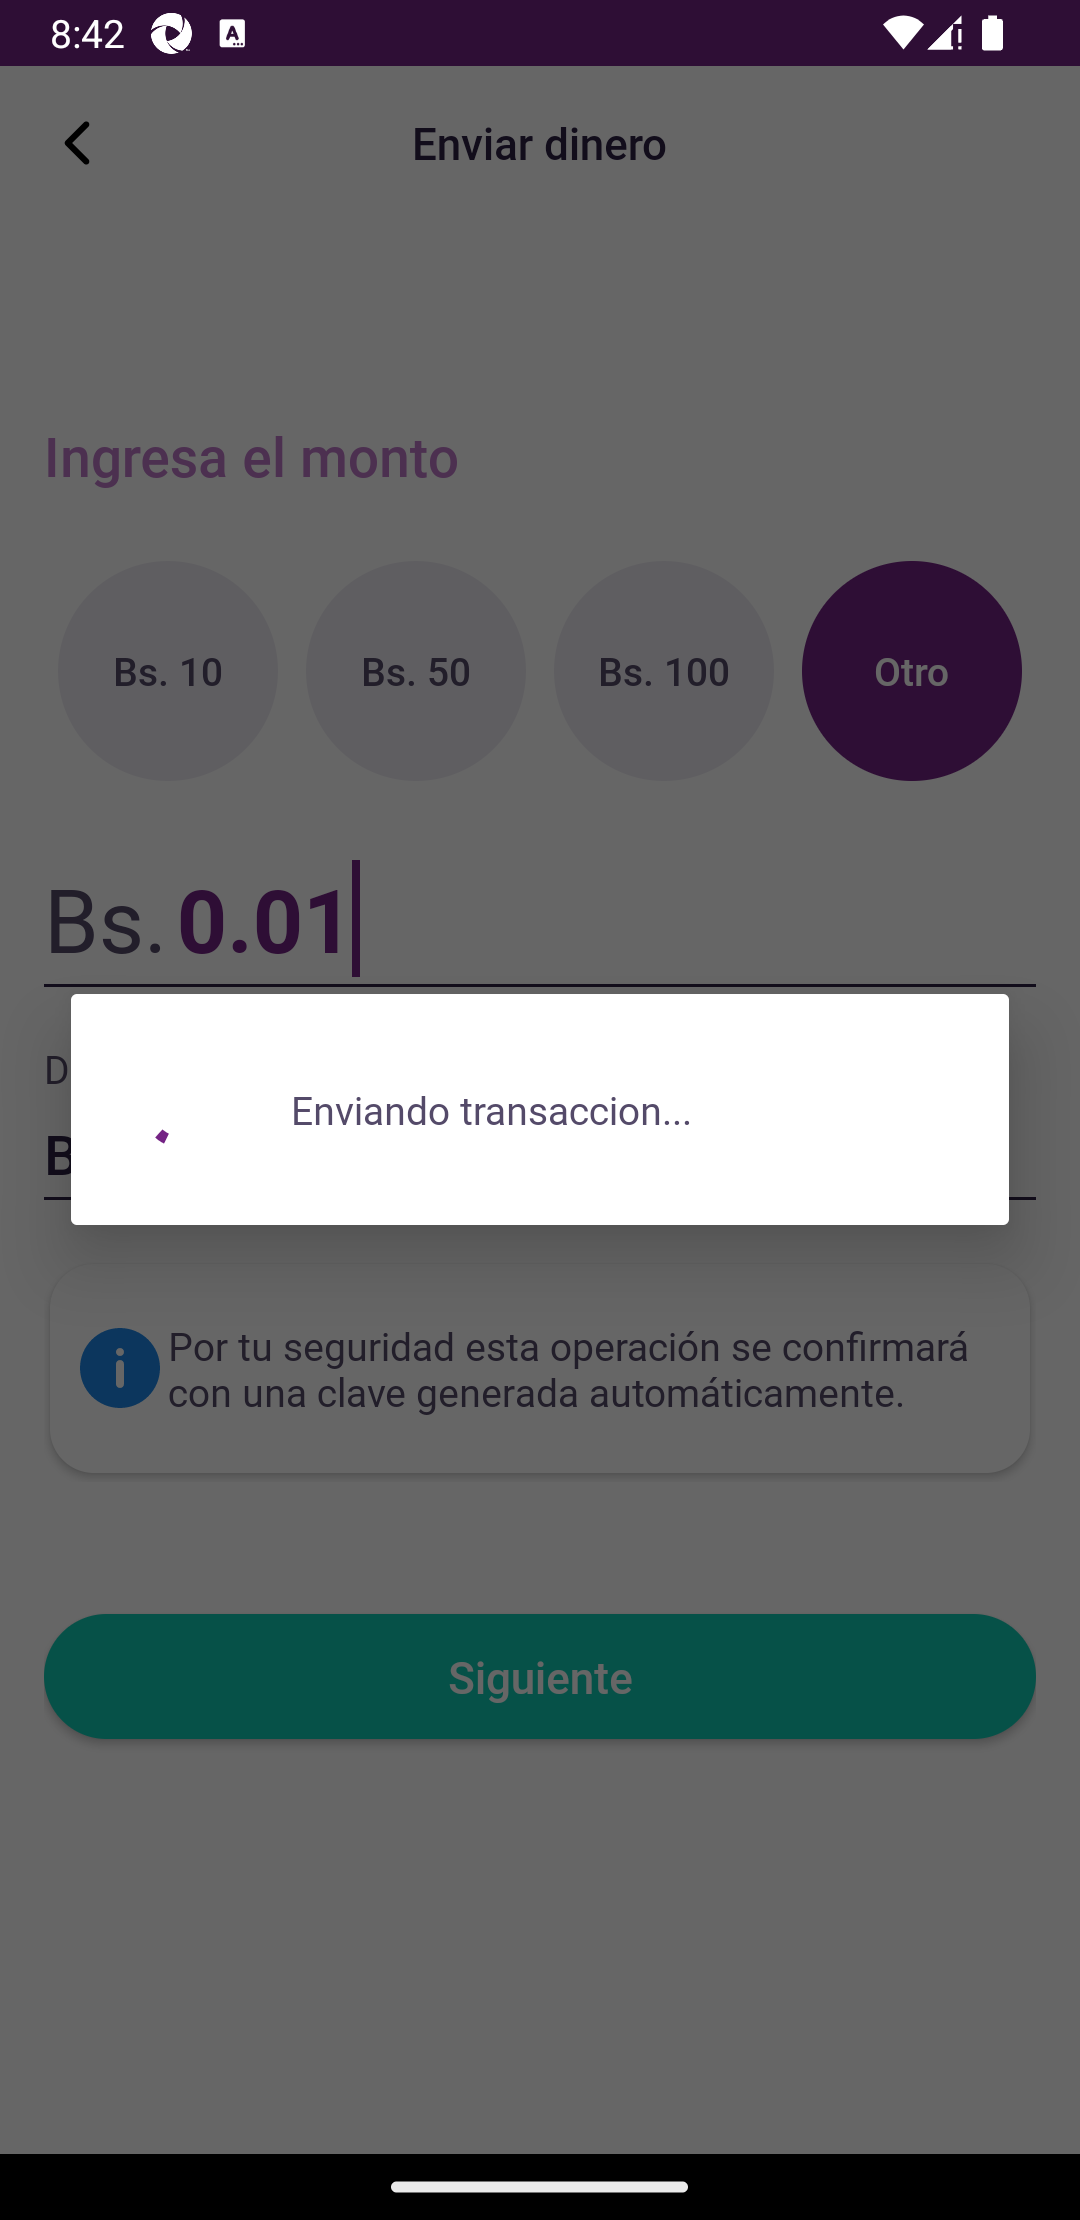 8:42
Enviar dinero
Ingresa el monto
Bs. 10
Bs. 50
Bs. 100
Otro
Bs. 0.01
Enviando transaccion...
Por tu seguridad esta operación se confirmará
con una clave generada automáticamente.
Siguiente